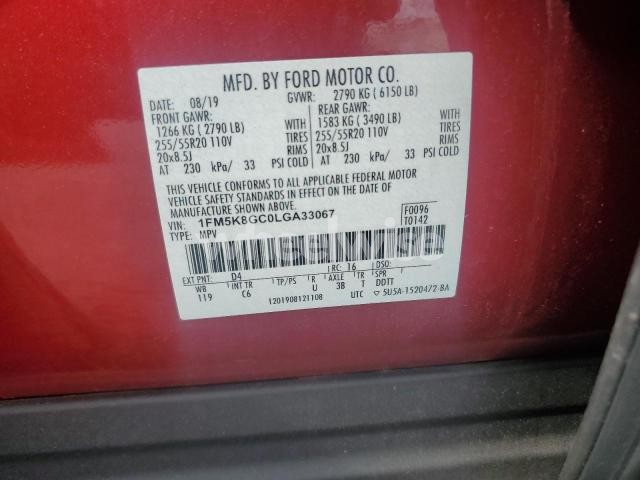 MFD. BY FORD MOTOR CO.
DATE: 08/19 GVWR: 2790 KG ( 6150 LB)
FRONT GAWR: REAR GAWR:
1266 KG ( 2790 LB) WITH 1583 KG ( 3490 LB) WITH
255/55R20 110V TIRES 255/55R20 110V TIRES
20x8.5J RIMS 20x8.5J RIMS
AT 230 kPa/ 33 PSI COLD AT 230 kPa/ 33 PSI COLD
THIS VEHICLE CONFORMS TO ALL APPLICABLE FEDERAL MOTOR
VEHICLE SAFETY STANDARDS IN EFFECT ON THE DATE OF
MANUFACTURE SHOWN ABOVE.
VIN: 1FM5K8GC0LGA33067 F0096
TYPE: MPV T0142
EXT PNT: D4 RC: 16 DSO:
WB INT TR TP/PS R AXLE TR SPR
119 C6 U 3B T DDTT
1201908121108 UTC ▽ 5U5A-1520472-BA